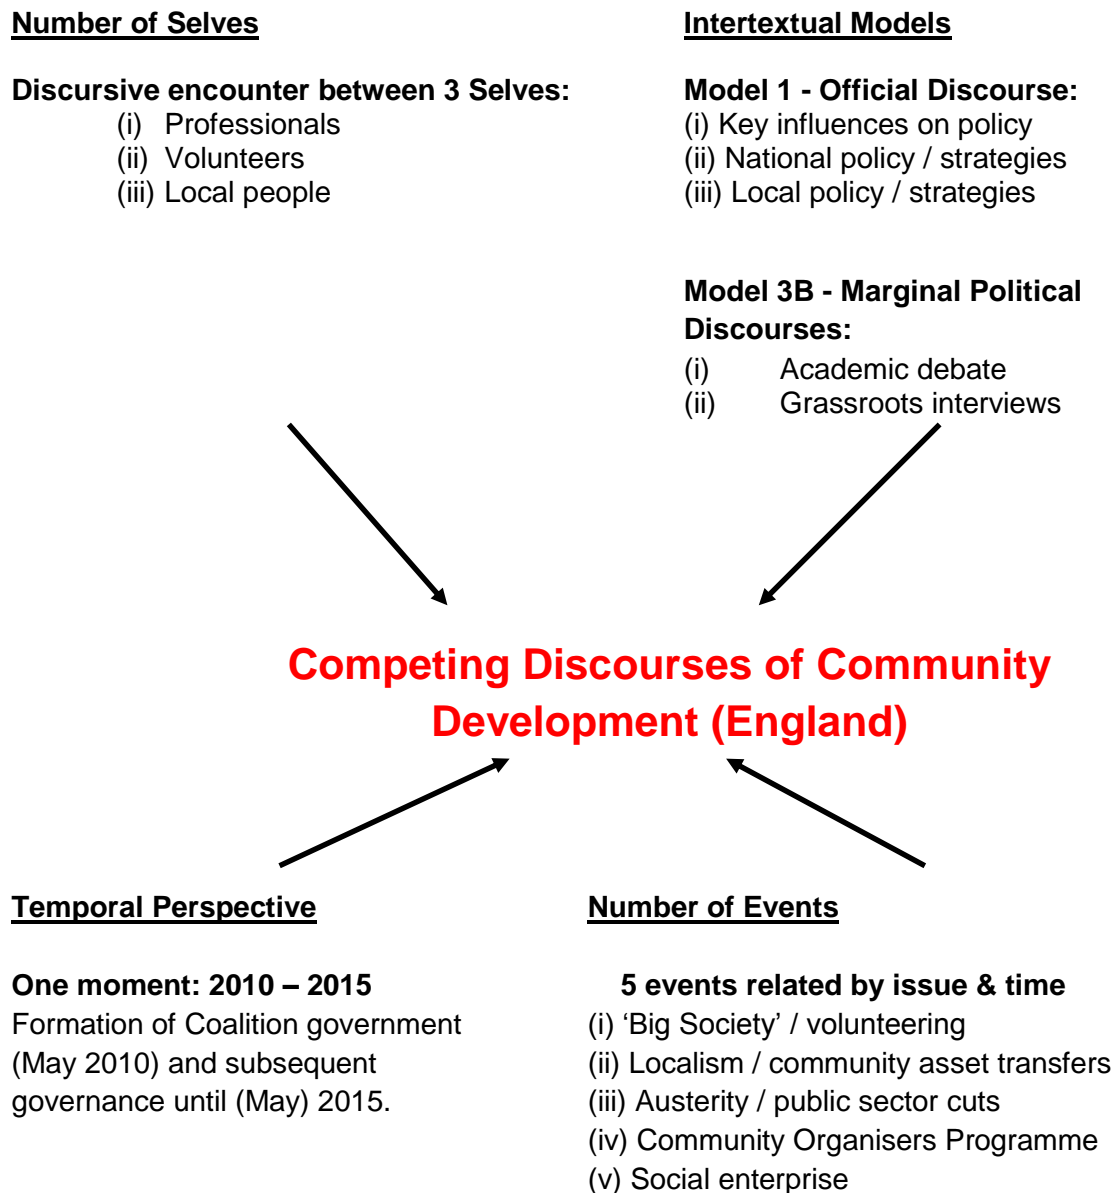 Number of Selves
Discursive encounter between 3 Selves:
(i) Professionals
(ii) Volunteers
(iii) Local people
Intertextual Models
Model 1 - Official Discourse:
(i) Key influences on policy
(ii) National policy / strategies
(iii) Local policy / strategies
Model 3B - Marginal Political
Discourses:
(i) Academic debate
(ii) Grassroots interviews
Competing Discourses of Community
Development (England)
Temporal Perspective
One moment: 2010 – 2015
Formation of Coalition government
(May 2010) and subsequent
governance until (May) 2015.
Number of Events
5 events related by issue & time
(i) ‘Big Society’ / volunteering
(ii) Localism / community asset transfers
(iii) Austerity / public sector cuts
(iv) Community Organisers Programme
(v) Social enterprise